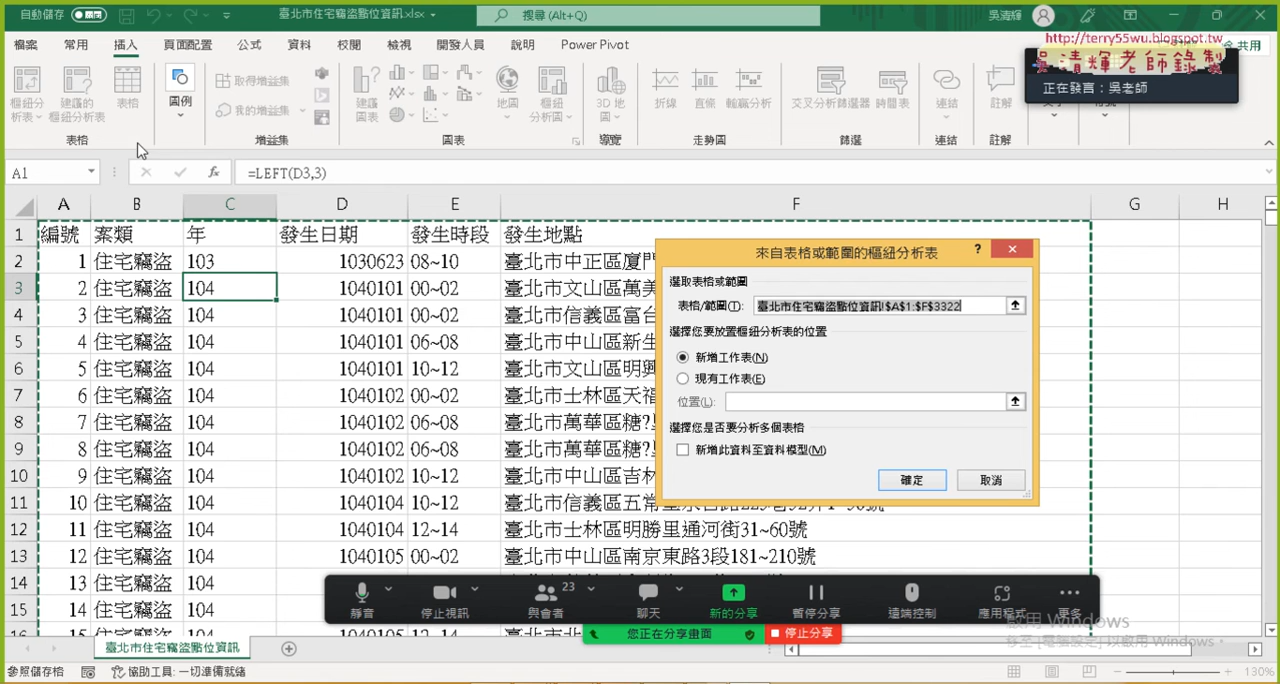 自動儲存
臺北市住宅竊盜點位資訊.xlsx
搜尋 (Alt+Q)
吳清輝
http://terry55wu.blogspot.tw
吳清輝老師錄製
正在發言：吳老師
共用
檔案 常用 插入 頁面配置 公式 資料 校閱 檢視 開發人員 說明 Power Pivot
樞紐分析表 建議的樞紐分析表 表格 圖例 取得增益集 我的增益集 建議圖表 地圖 樞紐分析圖 3D 地圖 折線 直條 輸贏分析 交叉分析篩選器 時間表 連結 註解
表格 增益集 圖表 導覽 走勢圖 篩選 連結 註解
A1 fx =LEFT(D3,3)
A B C D E F G H
1 編號 案類 年 發生日期 發生時段 發生地點
2 1 住宅竊盜 103 1030623 08~10 臺北市中正區廈門
3 2 住宅竊盜 104 1040101 00~02 臺北市文山區萬美
4 3 住宅竊盜 104 1040101 00~02 臺北市信義區富台
5 4 住宅竊盜 104 1040101 06~08 臺北市中山區新生
6 5 住宅竊盜 104 1040101 10~12 臺北市文山區明興
7 6 住宅竊盜 104 1040102 00~02 臺北市士林區天福
8 7 住宅竊盜 104 1040102 06~08 臺北市萬華區糖?里
9 8 住宅竊盜 104 1040102 06~08 臺北市萬華區糖?里
10 9 住宅竊盜 104 1040102 10~12 臺北市中山區吉林
11 10 住宅竊盜 104 1040104 10~12 臺北市信義區五常
12 11 住宅竊盜 104 1040104 12~14 臺北市士林區明勝里通河街31~60號
13 12 住宅竊盜 104 1040105 00~02 臺北市中山區南京東路3段181~210號
14 13 住宅竊盜 104
15 14 住宅竊盜 104
來自表格或範圍的樞紐分析表 ?
選取表格或範圍
表格/範圍(T): 臺北市住宅竊盜點位資訊!$A$1:$F$3322
選擇您要放置樞紐分析表的位置
新增工作表(N)
現有工作表(E)
位置(L):
選擇您是否要分析多個表格
新增此資料至資料模型(M)
確定 取消
23
靜音 停止視訊 與會者 聊天 新的分享 暫停分享 遠端控制 應用程式 更多
您正在分享畫面 停止分享
啟用 Windows
移至 [電腦設定] 以啟用 Windows。
臺北市住宅竊盜點位資訊
參照儲存格 協助工具: 一切準備就緒 130%